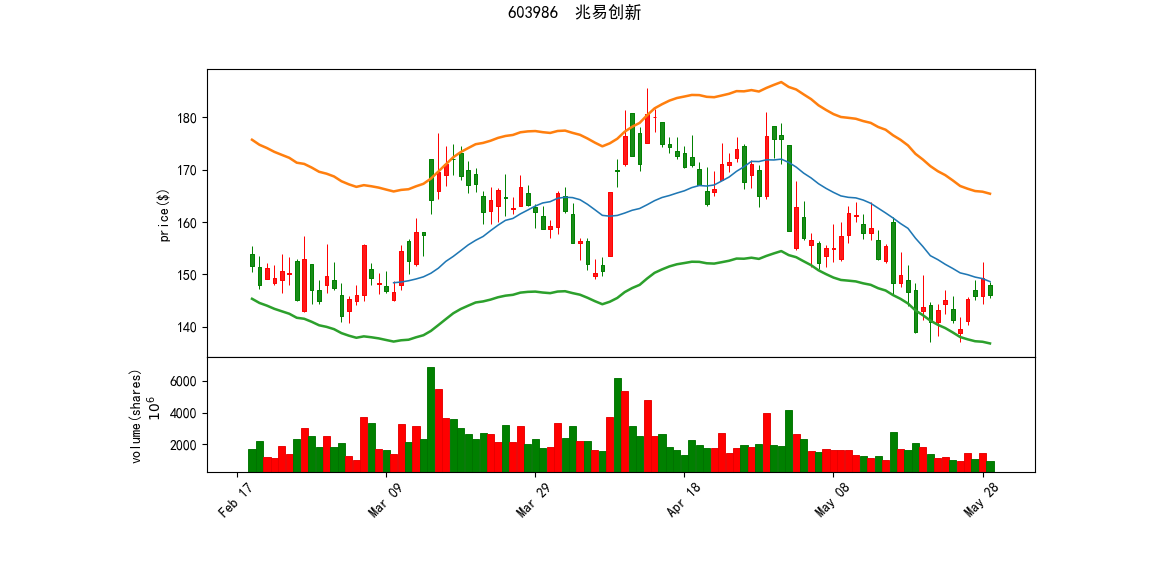 603986  兆易创新
price($)
180
170
160
150
140
volume(shares)
10^6
6000
4000
2000
Feb 17
Mar 09
Mar 29
Apr 18
May 08
May 28